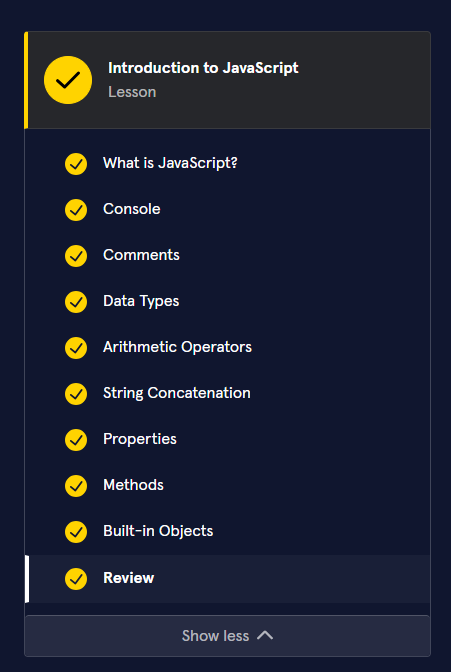 Introduction to JavaScript
Lesson
What is JavaScript?
Console
Comments
Data Types
Arithmetic Operators
String Concatenation
Properties
Methods
Built-in Objects
Review
Show less